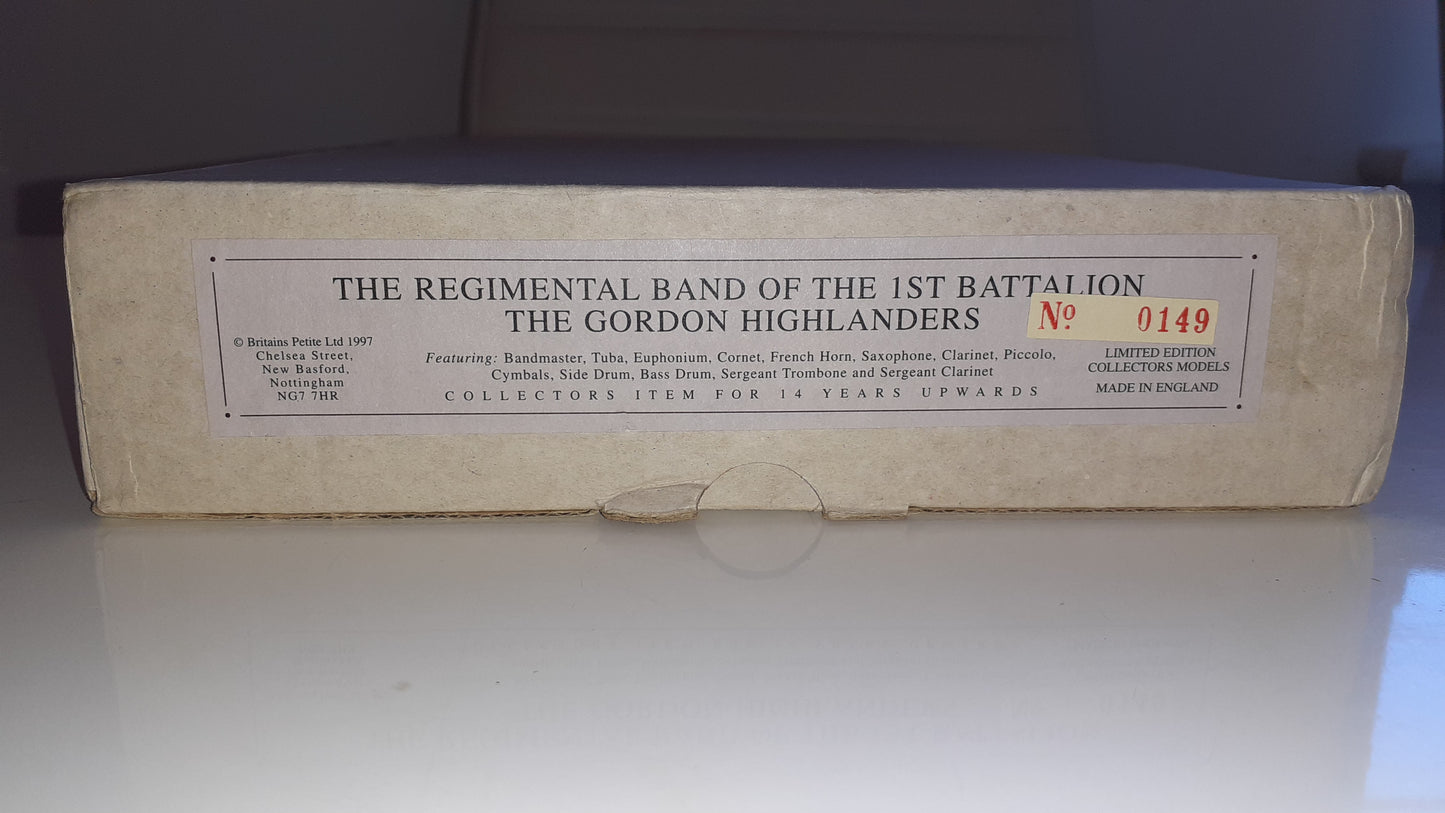 THE REGIMENTAL BAND OF THE 1ST BATTALION
THE GORDON HIGHLANDERS
Nº 0149
© Britains Petite Ltd 1997
Chelsea Street,
New Basford,
Nottingham
NG7 7HR
Featuring: Bandmaster, Tuba, Euphonium, Cornet, French Horn, Saxophone, Clarinet, Piccolo,
Cymbals, Side Drum, Bass Drum, Sergeant Trombone and Sergeant Clarinet
COLLECTORS ITEM FOR 14 YEARS UPWARDS
LIMITED EDITION
COLLECTORS MODELS
MADE IN ENGLAND